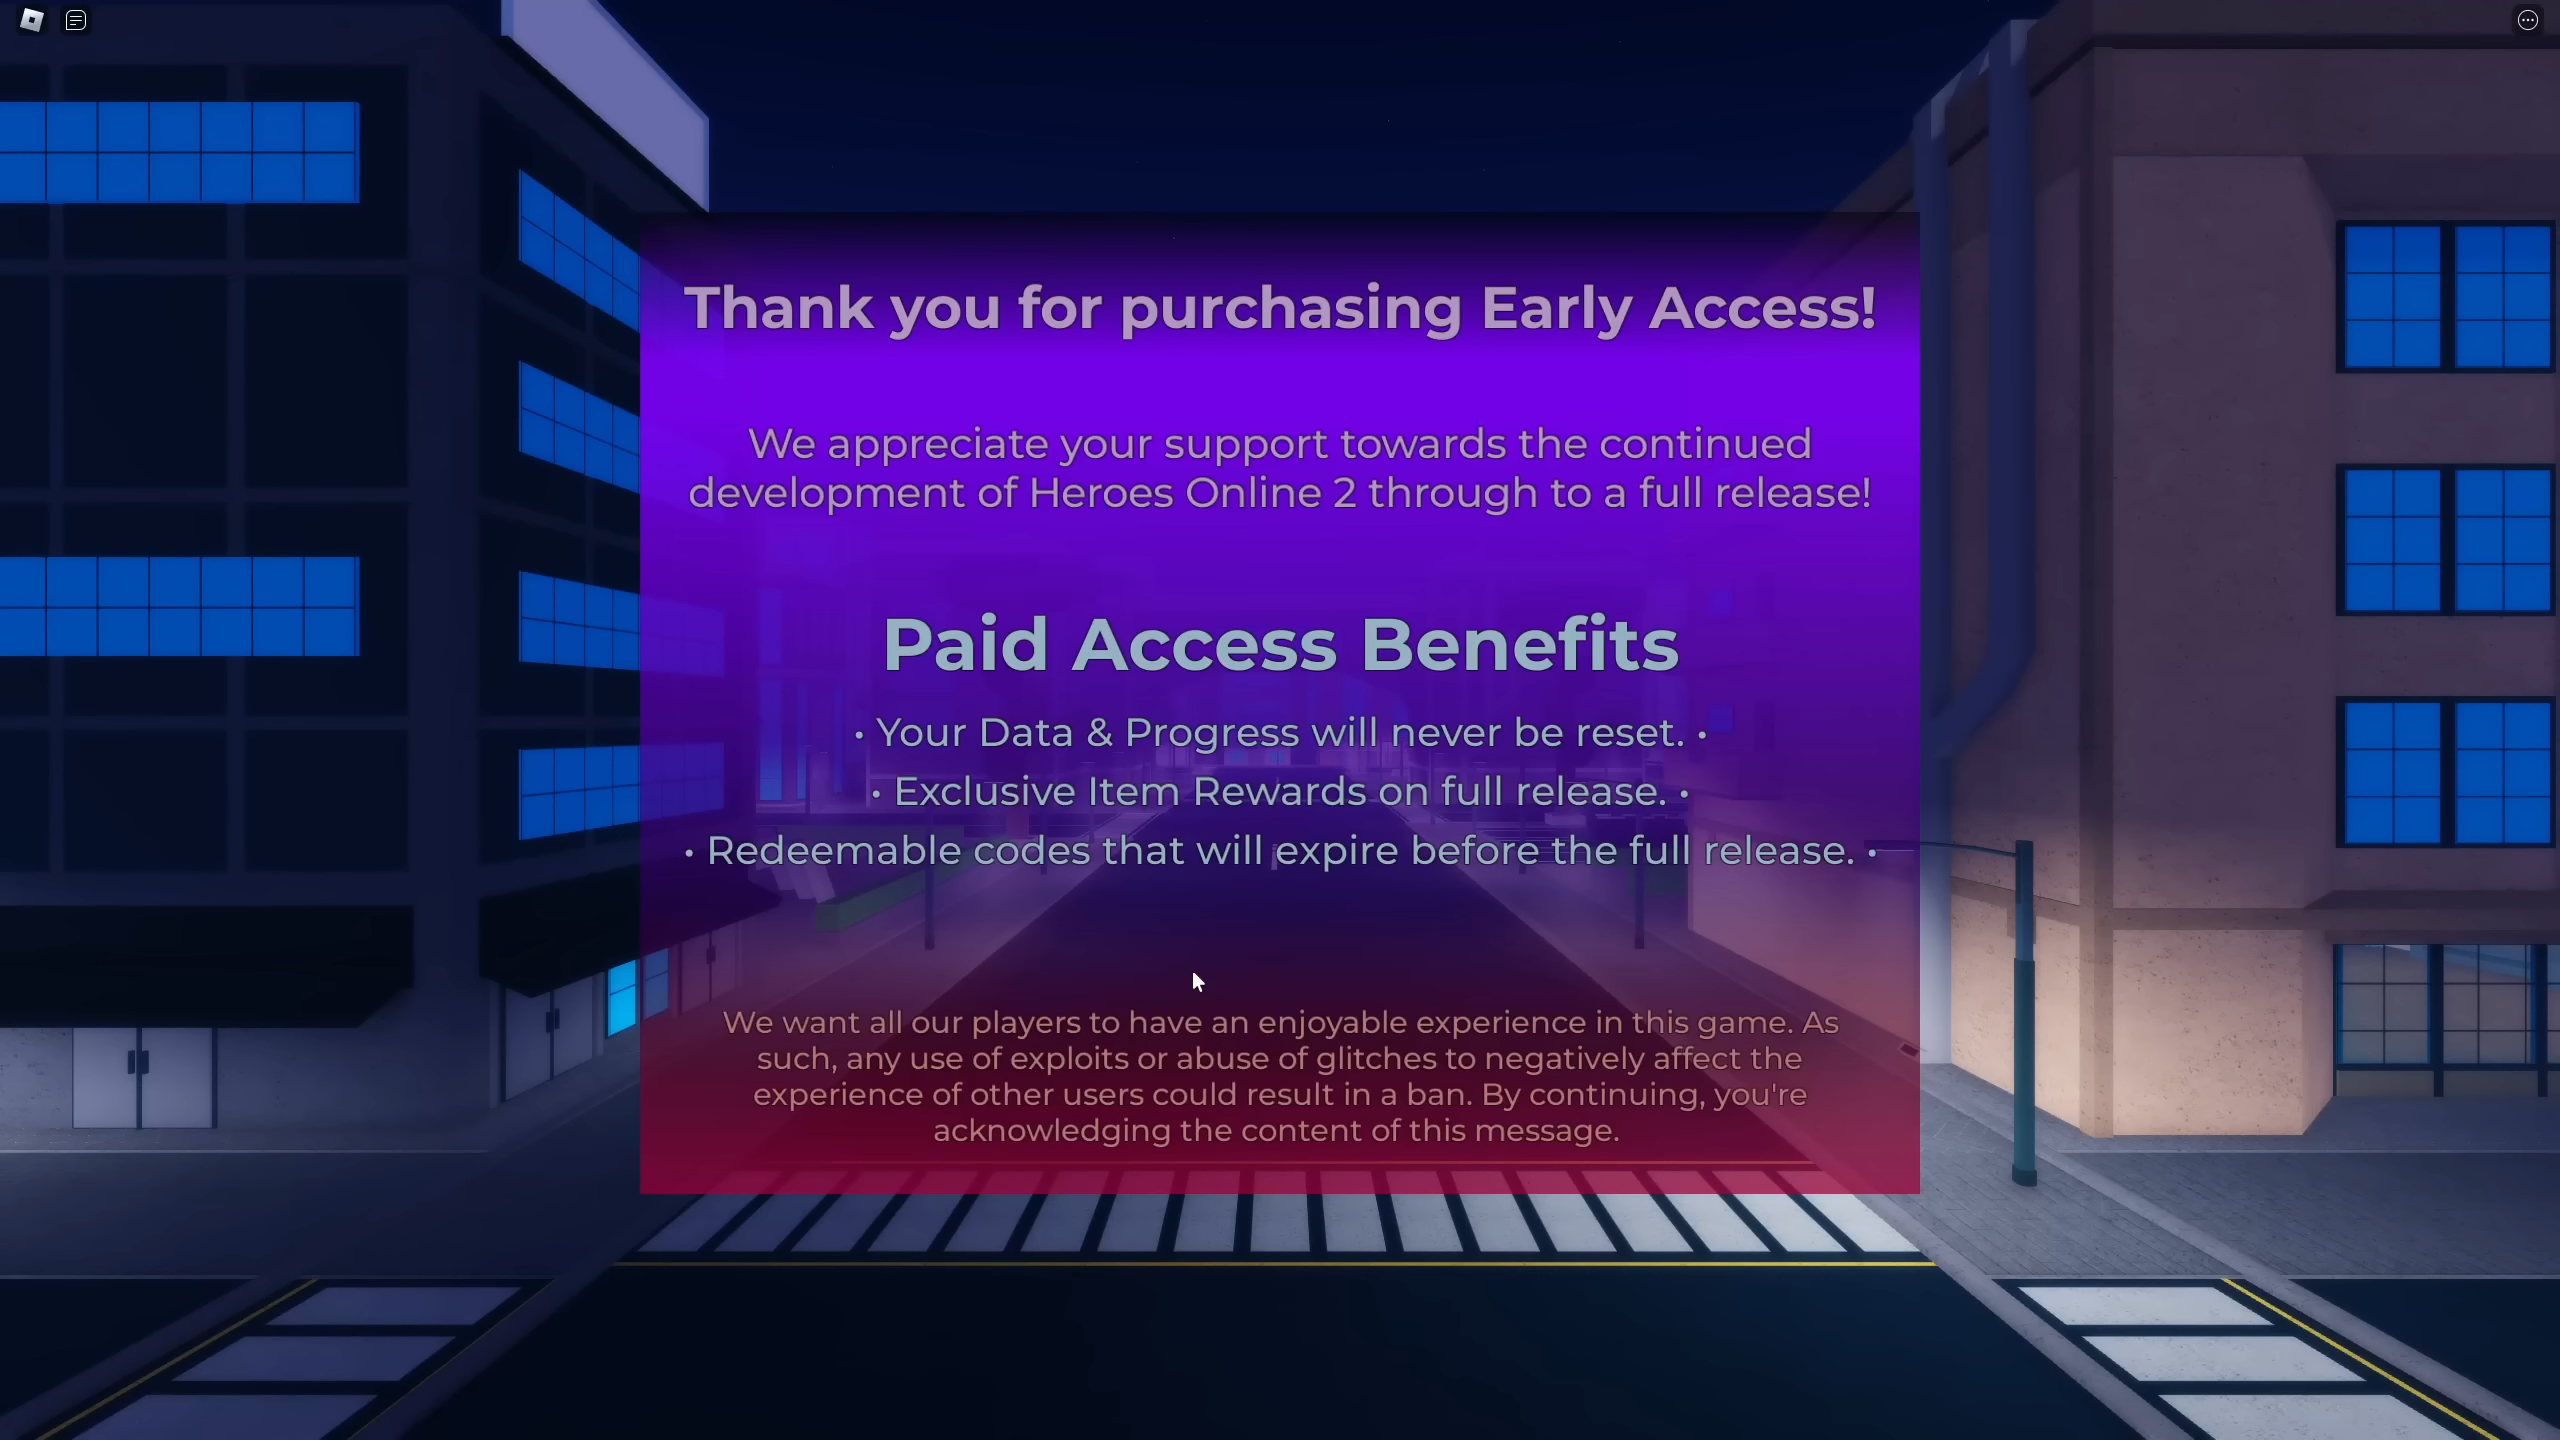 Thank you for purchasing Early Access!
We appreciate your support towards the continued
development of Heroes Online 2 through to a full release!
Paid Access Benefits
• Your Data & Progress will never be reset. •
• Exclusive Item Rewards on full release. •
• Redeemable codes that will expire before the full release. •
We want all our players to have an enjoyable experience in this game. As
such, any use of exploits or abuse of glitches to negatively affect the
experience of other users could result in a ban. By continuing, you're
acknowledging the content of this message.